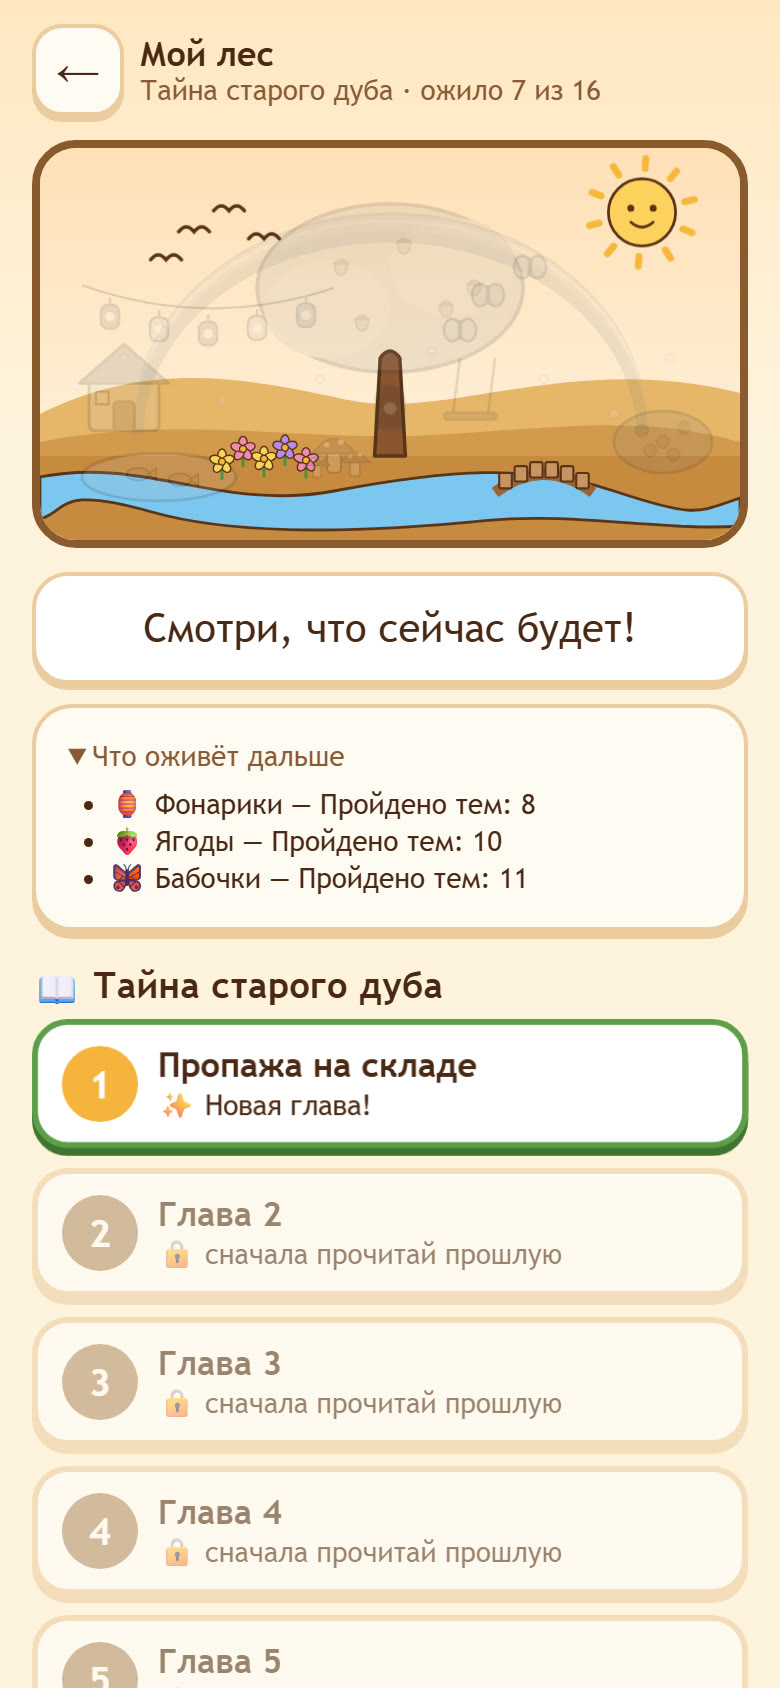 ←
Мой лес
Тайна старого дуба · ожило 7 из 16
Смотри, что сейчас будет!
▼ Что оживёт дальше
• 🏮 Фонарики — Пройдено тем: 8
• 🍓 Ягоды — Пройдено тем: 10
• 🦋 Бабочки — Пройдено тем: 11
📖 Тайна старого дуба
1
Пропажа на складе
✨ Новая глава!
2
Глава 2
🔒 сначала прочитай прошлую
3
Глава 3
🔒 сначала прочитай прошлую
4
Глава 4
🔒 сначала прочитай прошлую
5
Глава 5